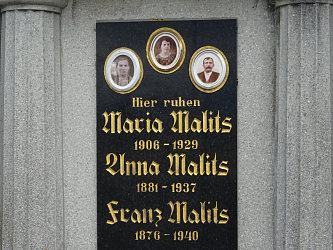 Hier ruhen
Maria Malits
1906 - 1929
Anna Malits
1881 - 1937
Franz Malits
1876 - 1940